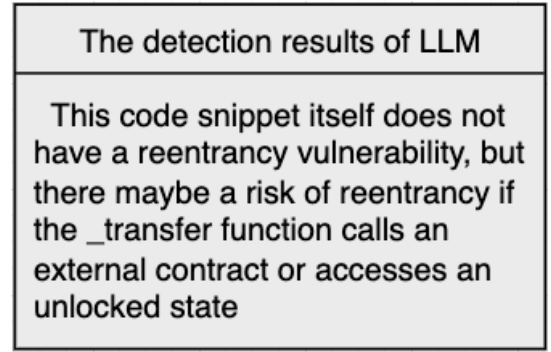 The detection results of LLM
This code snippet itself does not
have a reentrancy vulnerability, but
there maybe a risk of reentrancy if
the _transfer function calls an
external contract or accesses an
unlocked state